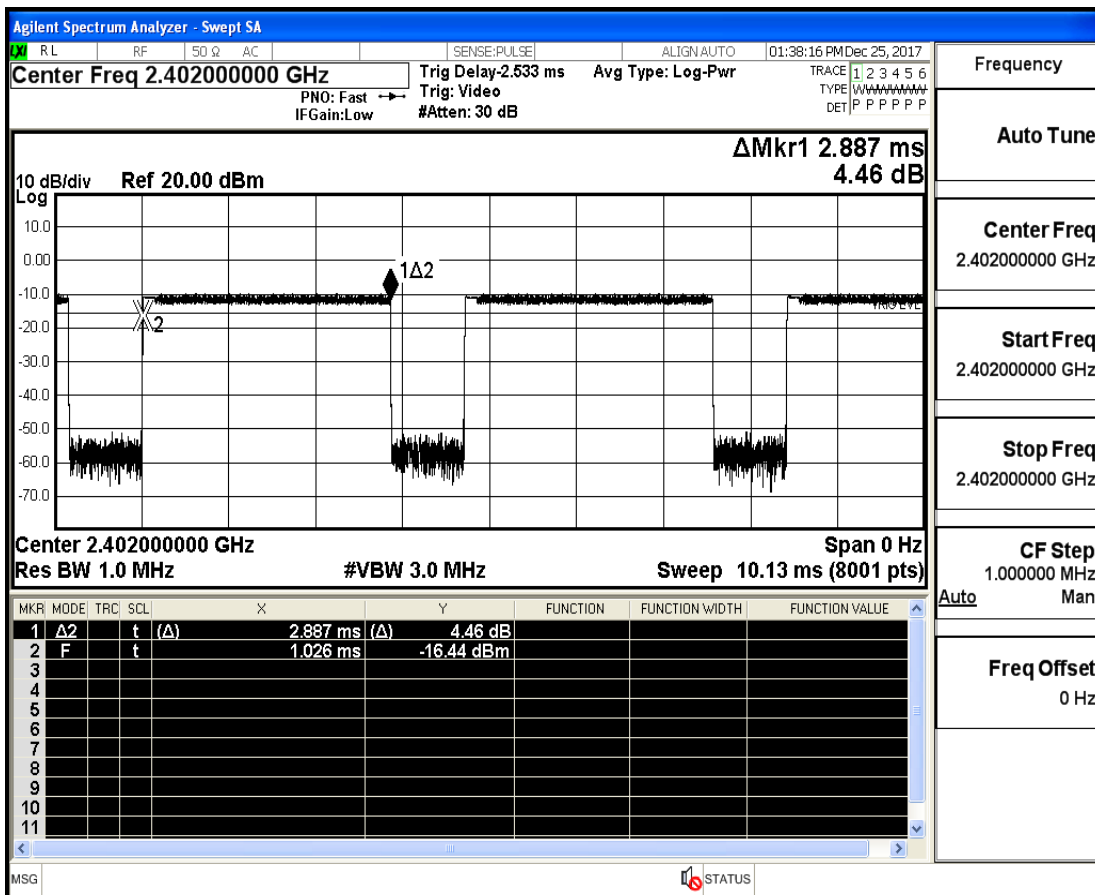 Agilent Spectrum Analyzer - Swept SA
LXI RL RF 50 Ω AC SENSE:PULSE ALIGN AUTO 01:38:16 PM Dec 25, 2017
Center Freq 2.402000000 GHz
PNO: Fast
IFGain:Low
Trig Delay-2.533 ms
Trig: Video
#Atten: 30 dB
Avg Type: Log-Pwr
TRACE 1 2 3 4 5 6
TYPE
DET P P P P P P
ΔMkr1 2.887 ms
4.46 dB
10 dB/div Ref 20.00 dBm
Log
10.0
0.00
-10.0
-20.0
-30.0
-40.0
-50.0
-60.0
-70.0
1Δ2
2
Center 2.402000000 GHz Span 0 Hz
Res BW 1.0 MHz #VBW 3.0 MHz Sweep 10.13 ms (8001 pts)
MKR MODE TRC SCL X Y FUNCTION FUNCTION WIDTH FUNCTION VALUE
1 Δ2 t (Δ) 2.887 ms (Δ) 4.46 dB
2 F t 1.026 ms -16.44 dBm
3
4
5
6
7
8
9
10
11
MSG STATUS
Frequency
Auto Tune
Center Freq
2.402000000 GHz
Start Freq
2.402000000 GHz
Stop Freq
2.402000000 GHz
CF Step
1.000000 MHz
Auto Man
Freq Offset
0 Hz